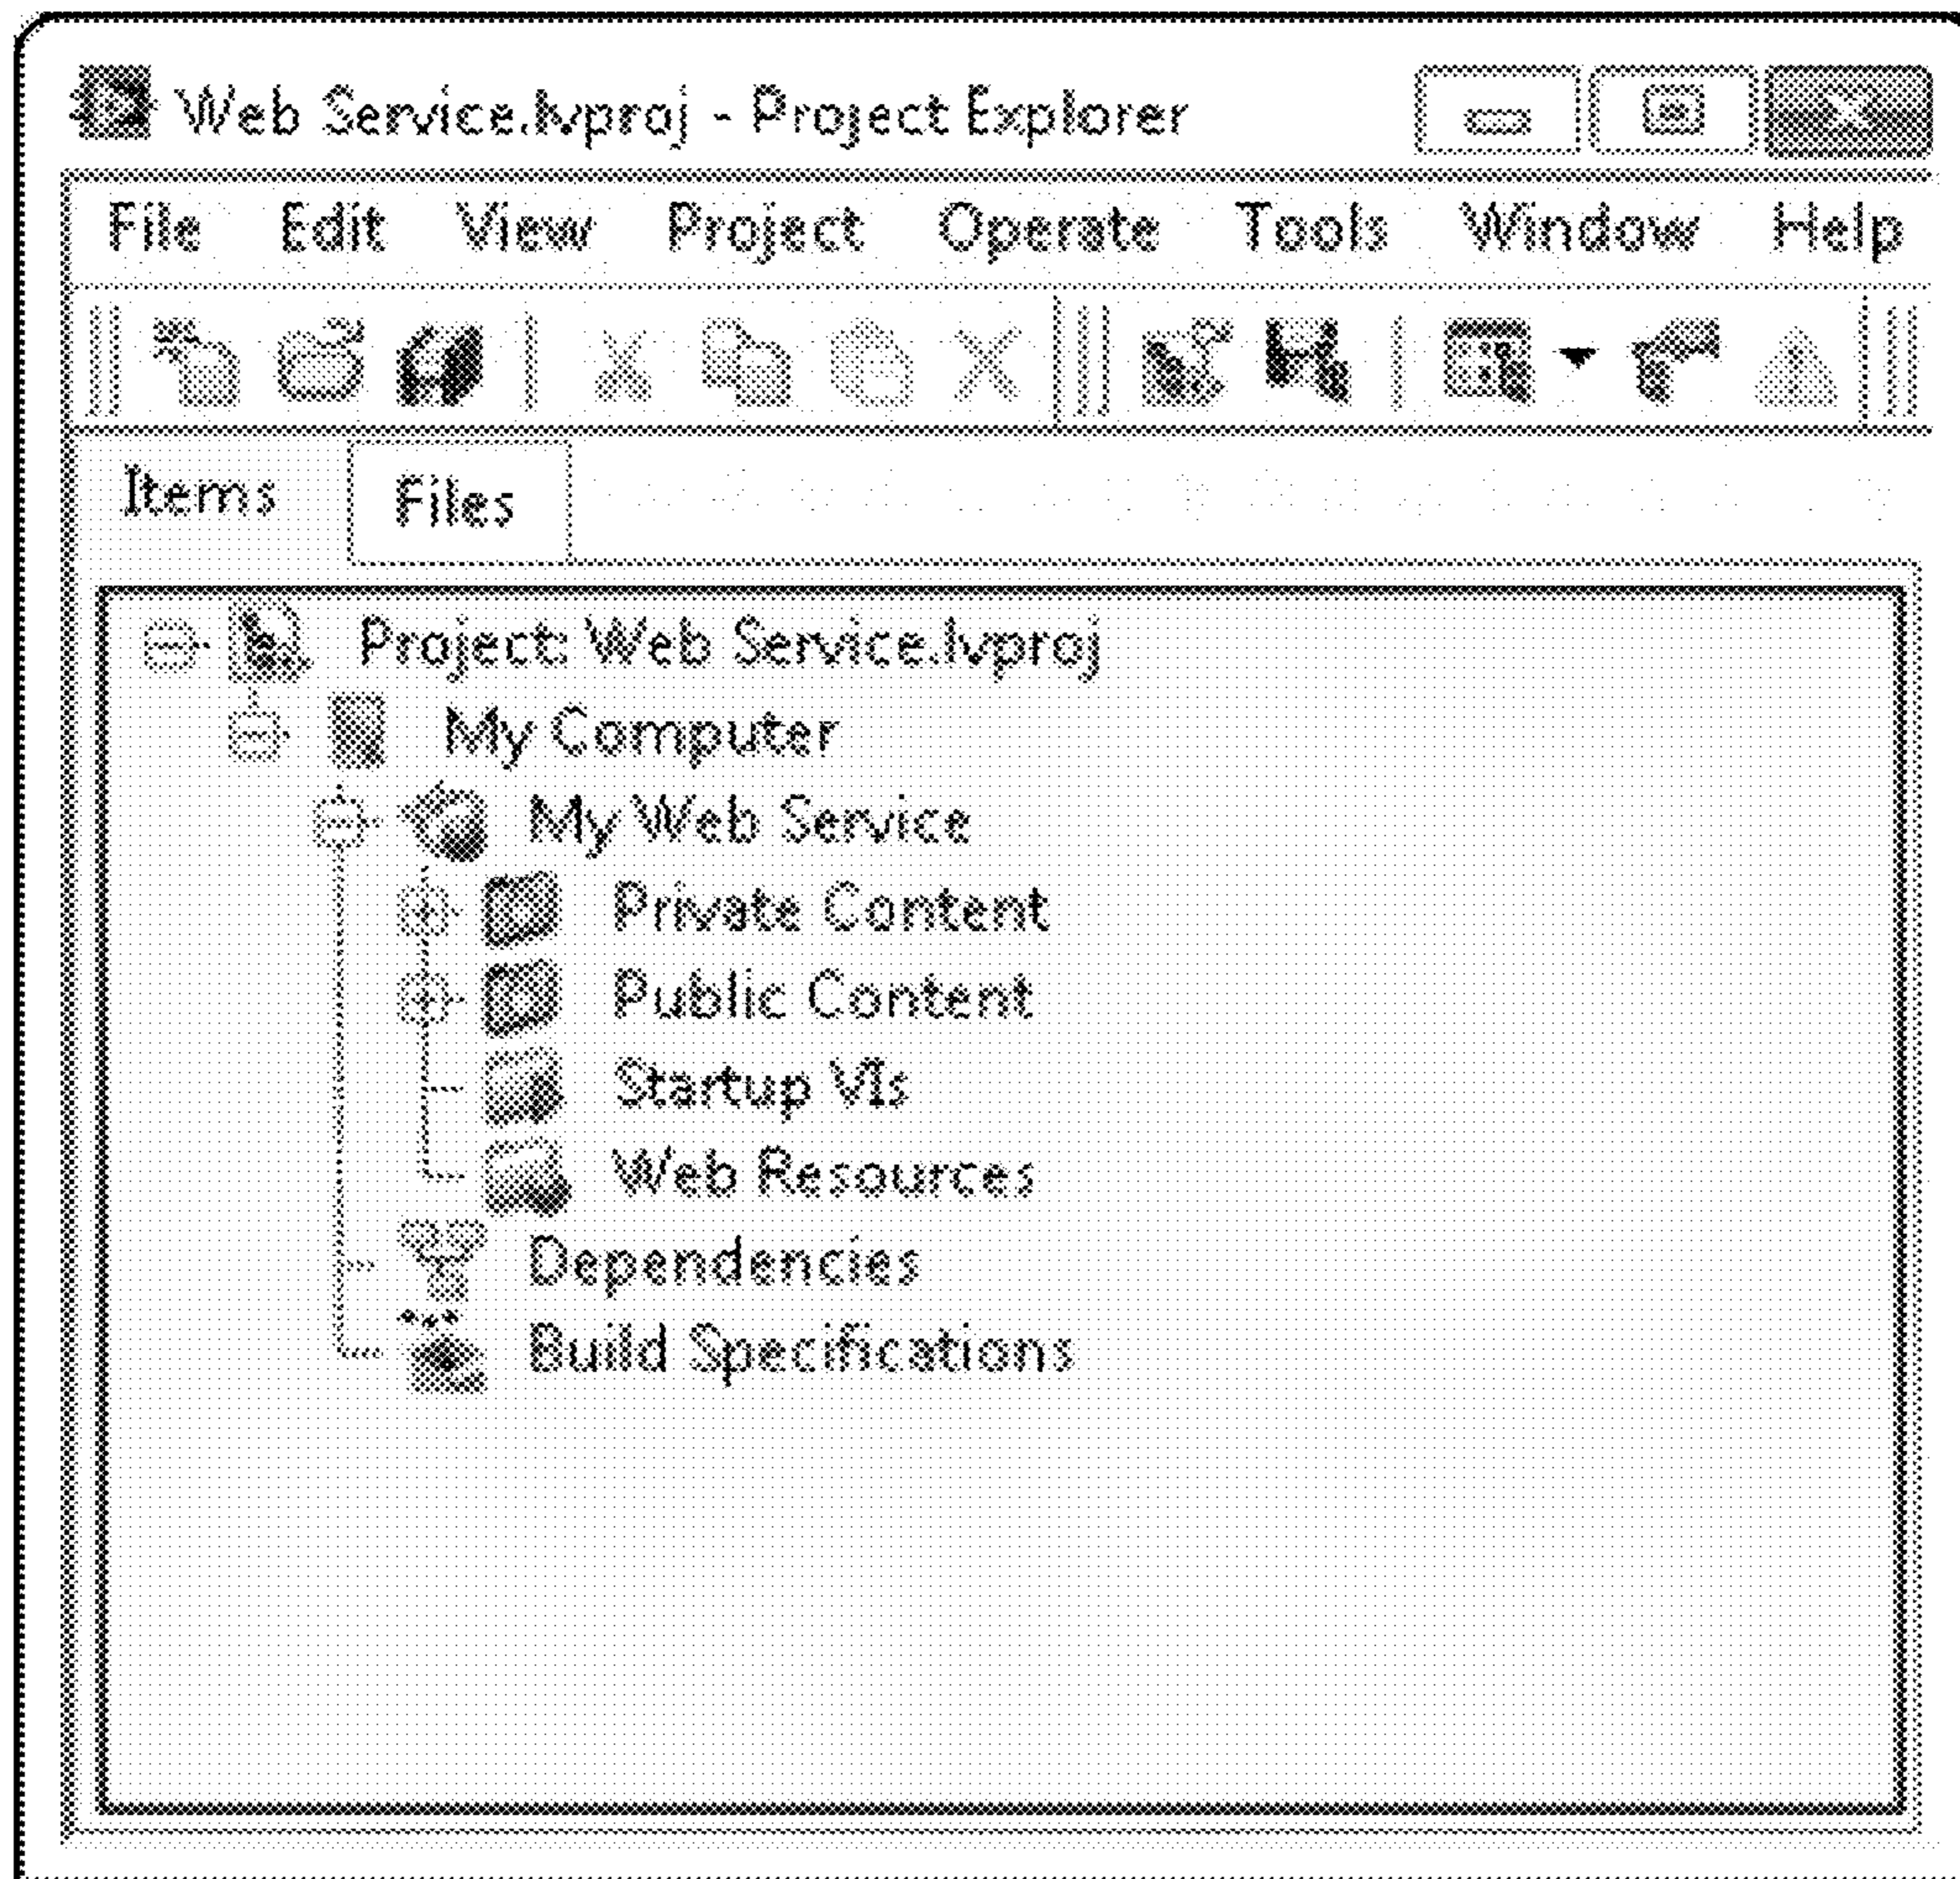 Web Service.lvproj - Project Explorer
File Edit View Project Operate Tools Window Help
Items Files
Project: Web Service.lvproj
My Computer
My Web Service
Private Content
Public Content
Startup VIs
Web Resources
Dependencies
Build Specifications